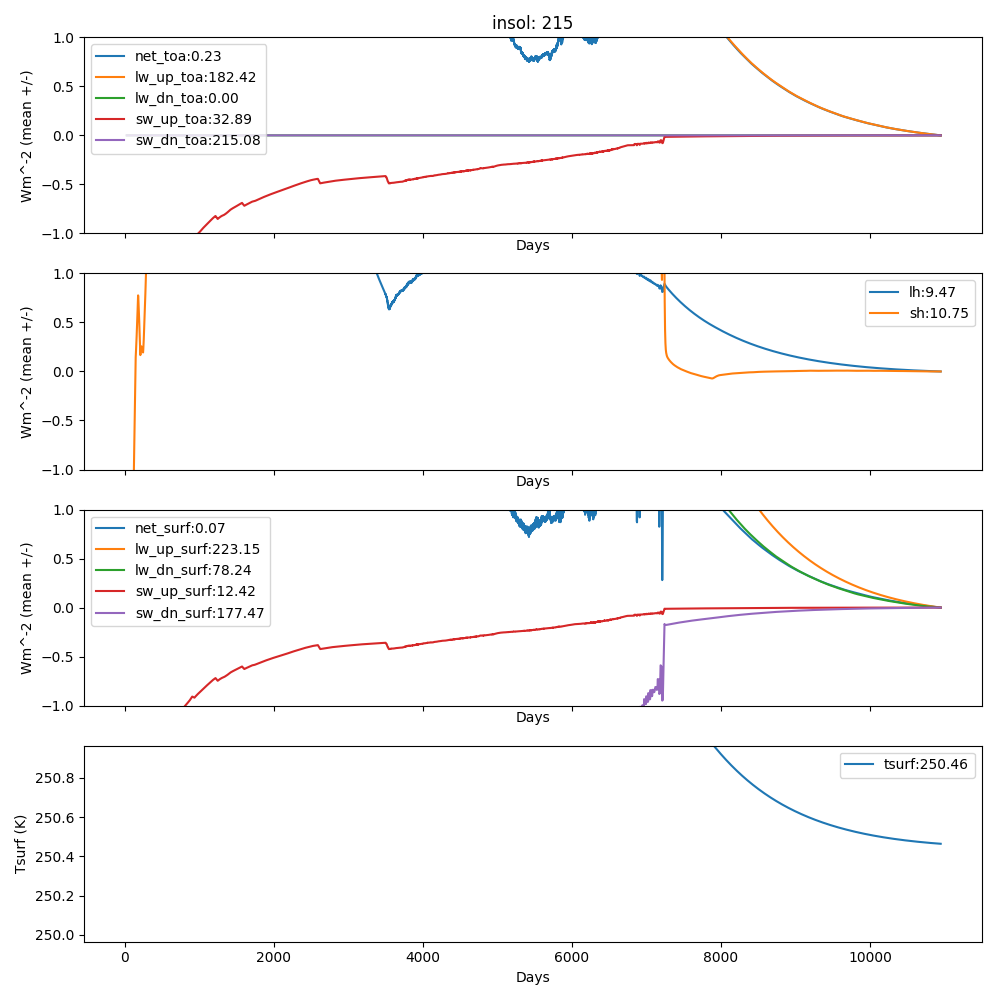 insol: 215
1.0
0.5
0.0
−0.5
−1.0
Wm^-2 (mean +/-)
net_toa:0.23
lw_up_toa:182.42
lw_dn_toa:0.00
sw_up_toa:32.89
sw_dn_toa:215.08
Days
1.0
0.5
0.0
−0.5
−1.0
Wm^-2 (mean +/-)
lh:9.47
sh:10.75
Days
1.0
0.5
0.0
−0.5
−1.0
Wm^-2 (mean +/-)
net_surf:0.07
lw_up_surf:223.15
lw_dn_surf:78.24
sw_up_surf:12.42
sw_dn_surf:177.47
Days
250.8
250.6
250.4
250.2
250.0
Tsurf (K)
tsurf:250.46
0 2000 4000 6000 8000 10000
Days